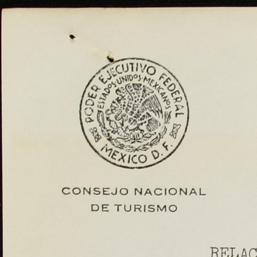 PODER EJECUTIVO FEDERAL
ESTADOS UNIDOS MEXICANOS
MEXICO D. F.
CONSEJO NACIONAL
DE TURISMO
RELAC